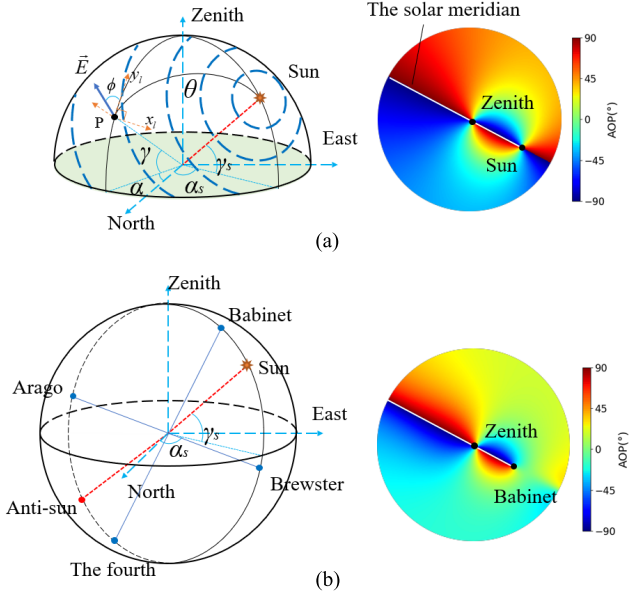 The solar meridian
Zenith
E⃗
ϕ
y_l
P
x_l
θ
Sun
East
γ
γ_s
α
α_s
North
Zenith
Sun
90
45
0
−45
−90
AOP(°)
(a)
Zenith
Babinet
Sun
Arago
East
γ_s
α_s
North
Anti-sun
Brewster
The fourth
Zenith
Babinet
90
45
0
−45
−90
AOP(°)
(b)